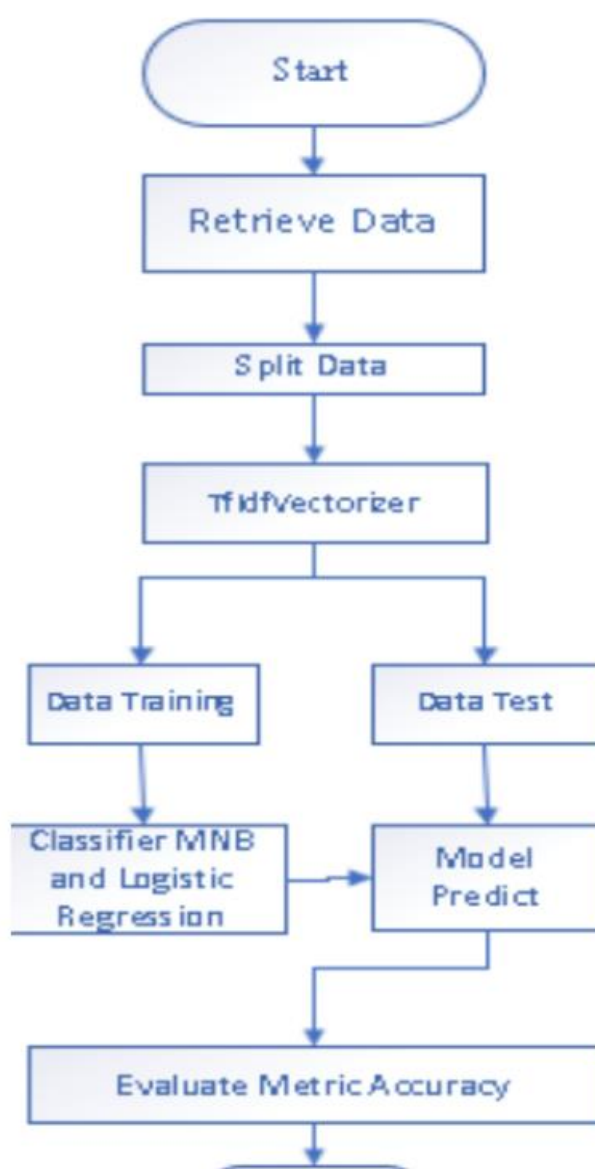 Start
Retrieve Data
Split Data
TfIdfVectorizer
Data Training
Data Test
Classifier MNB
and Logistic
Regression
Model
Predict
Evaluate Metric Accuracy